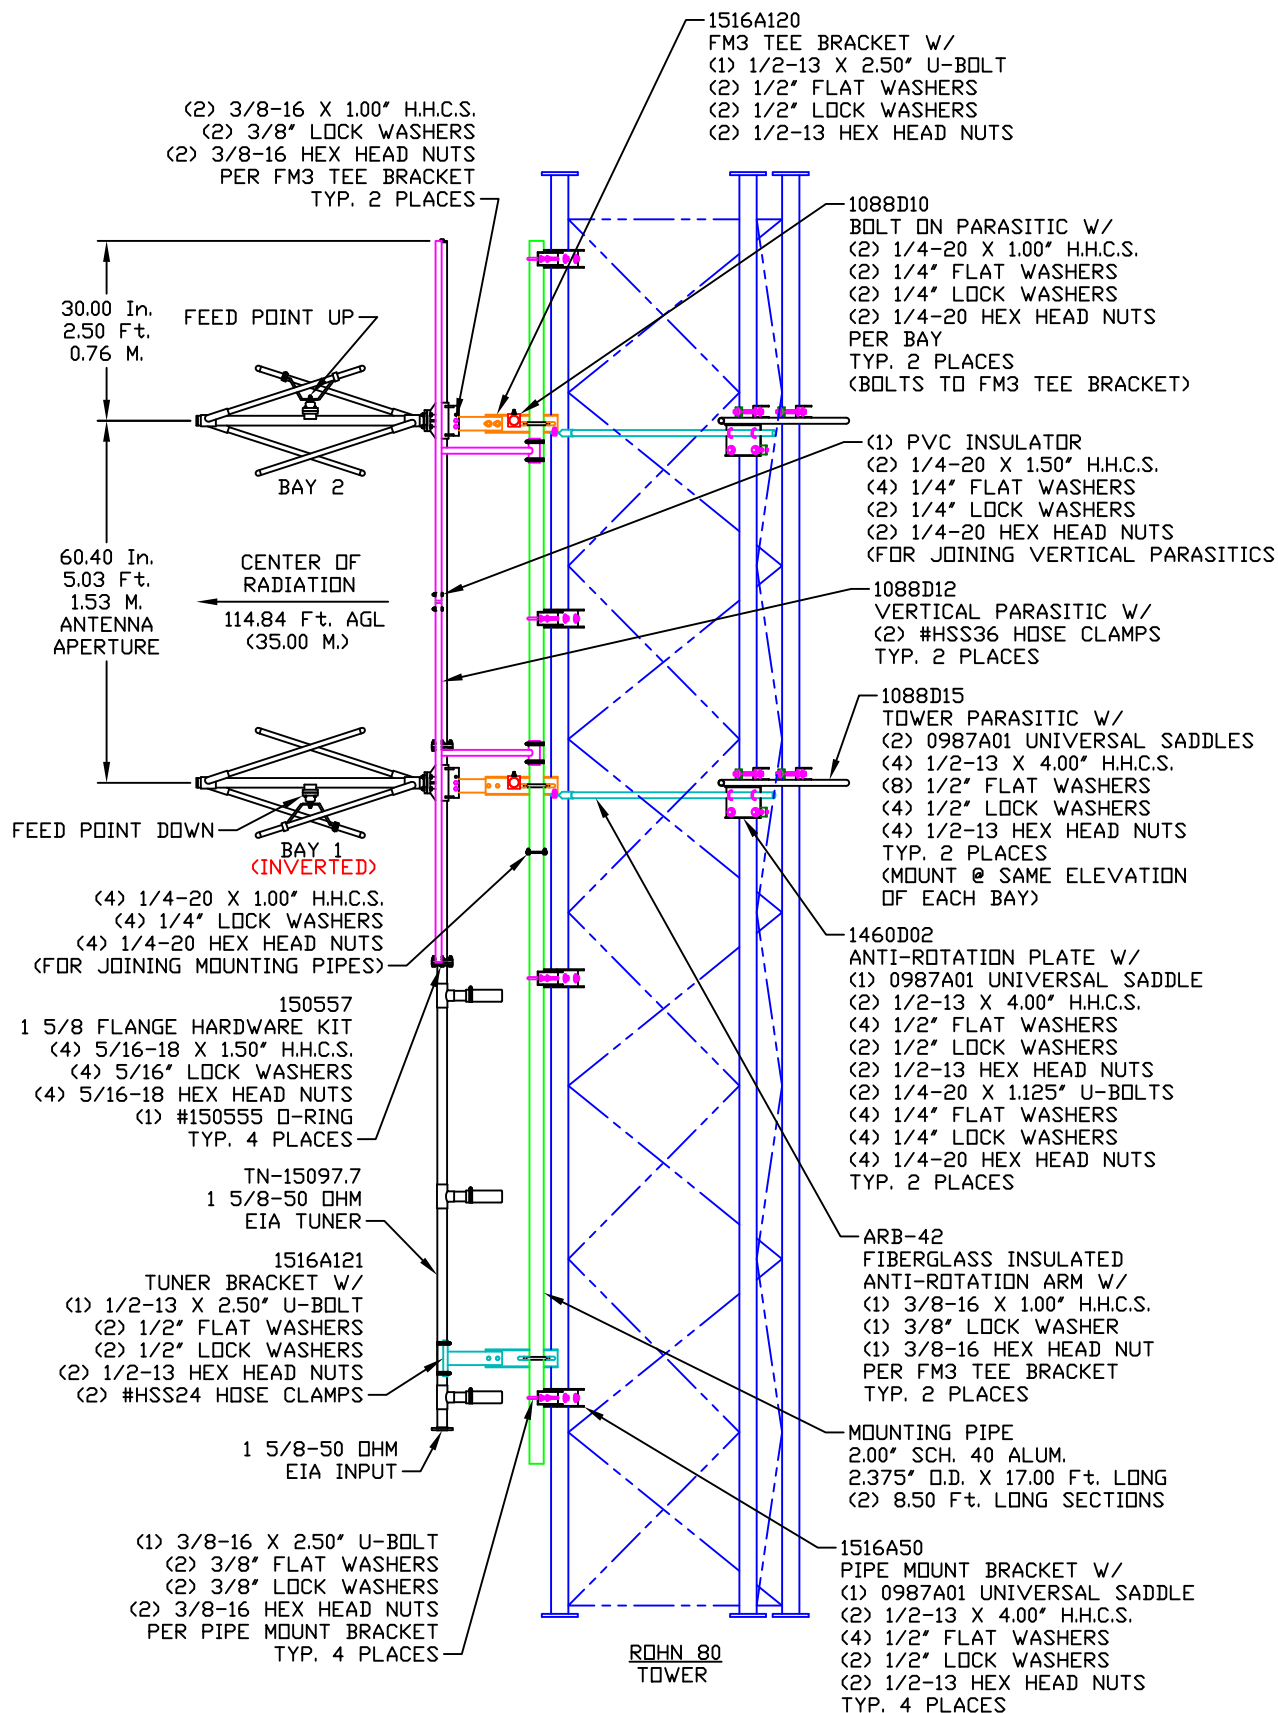 1516A120
FM3 TEE BRACKET W/
(1) 1/2-13 X 2.50" U-BOLT
(2) 1/2" FLAT WASHERS
(2) 1/2" LOCK WASHERS
(2) 1/2-13 HEX HEAD NUTS
(2) 3/8-16 X 1.00" H.H.C.S.
(2) 3/8" LOCK WASHERS
(2) 3/8-16 HEX HEAD NUTS
PER FM3 TEE BRACKET
TYP. 2 PLACES
1088D10
BOLT ON PARASITIC W/
(2) 1/4-20 X 1.00" H.H.C.S.
(2) 1/4" FLAT WASHERS
(2) 1/4" LOCK WASHERS
(2) 1/4-20 HEX HEAD NUTS
PER BAY
TYP. 2 PLACES
(BOLTS TO FM3 TEE BRACKET)
30.00 In.
2.50 Ft.
0.76 M.
FEED POINT UP
BAY 2
(1) PVC INSULATOR
(2) 1/4-20 X 1.50" H.H.C.S.
(4) 1/4" FLAT WASHERS
(2) 1/4" LOCK WASHERS
(2) 1/4-20 HEX HEAD NUTS
(FOR JOINING VERTICAL PARASITICS
60.40 In.
5.03 Ft.
1.53 M.
ANTENNA
APERTURE
CENTER OF
RADIATION
114.84 Ft. AGL
(35.00 M.)
1088D12
VERTICAL PARASITIC W/
(2) #HSS36 HOSE CLAMPS
TYP. 2 PLACES
1088D15
TOWER PARASITIC W/
(2) 0987A01 UNIVERSAL SADDLES
(4) 1/2-13 X 4.00" H.H.C.S.
(8) 1/2" FLAT WASHERS
(4) 1/2" LOCK WASHERS
(4) 1/2-13 HEX HEAD NUTS
TYP. 2 PLACES
(MOUNT @ SAME ELEVATION
OF EACH BAY)
FEED POINT DOWN
BAY 1
(INVERTED)
(4) 1/4-20 X 1.00" H.H.C.S.
(4) 1/4" LOCK WASHERS
(4) 1/4-20 HEX HEAD NUTS
(FOR JOINING MOUNTING PIPES)
1460D02
ANTI-ROTATION PLATE W/
(1) 0987A01 UNIVERSAL SADDLE
(2) 1/2-13 X 4.00" H.H.C.S.
(4) 1/2" FLAT WASHERS
(2) 1/2" LOCK WASHERS
(2) 1/2-13 HEX HEAD NUTS
(2) 1/4-20 X 1.125" U-BOLTS
(4) 1/4" FLAT WASHERS
(4) 1/4" LOCK WASHERS
(4) 1/4-20 HEX HEAD NUTS
TYP. 2 PLACES
150557
1 5/8 FLANGE HARDWARE KIT
(4) 5/16-18 X 1.50" H.H.C.S.
(4) 5/16" LOCK WASHERS
(4) 5/16-18 HEX HEAD NUTS
(1) #150555 O-RING
TYP. 4 PLACES
TN-15097.7
1 5/8-50 OHM
EIA TUNER
1516A121
TUNER BRACKET W/
(1) 1/2-13 X 2.50" U-BOLT
(2) 1/2" FLAT WASHERS
(2) 1/2" LOCK WASHERS
(2) 1/2-13 HEX HEAD NUTS
(2) #HSS24 HOSE CLAMPS
ARB-42
FIBERGLASS INSULATED
ANTI-ROTATION ARM W/
(1) 3/8-16 X 1.00" H.H.C.S.
(1) 3/8" LOCK WASHER
(1) 3/8-16 HEX HEAD NUT
PER FM3 TEE BRACKET
TYP. 2 PLACES
1 5/8-50 OHM
EIA INPUT
MOUNTING PIPE
2.00" SCH. 40 ALUM.
2.375" O.D. X 17.00 Ft. LONG
(2) 8.50 Ft. LONG SECTIONS
(1) 3/8-16 X 2.50" U-BOLT
(2) 3/8" FLAT WASHERS
(2) 3/8" LOCK WASHERS
(2) 3/8-16 HEX HEAD NUTS
PER PIPE MOUNT BRACKET
TYP. 4 PLACES
1516A50
PIPE MOUNT BRACKET W/
(1) 0987A01 UNIVERSAL SADDLE
(2) 1/2-13 X 4.00" H.H.C.S.
(4) 1/2" FLAT WASHERS
(2) 1/2" LOCK WASHERS
(2) 1/2-13 HEX HEAD NUTS
TYP. 4 PLACES
ROHN 80
TOWER